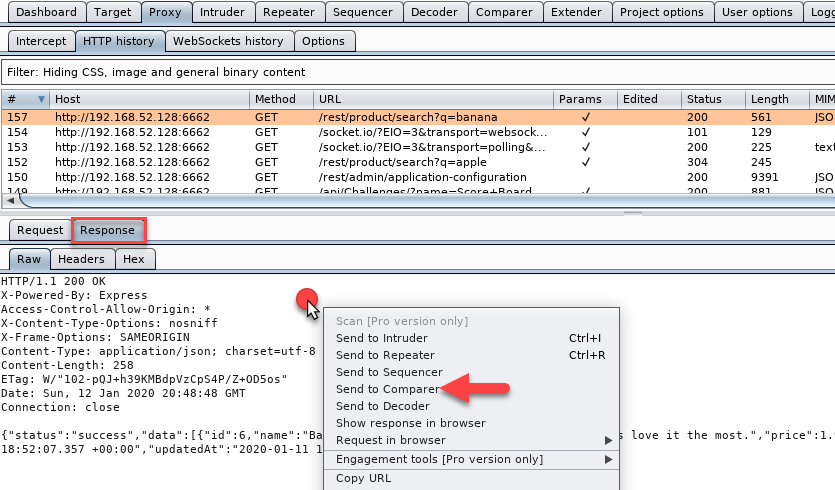 Dashboard Target Proxy Intruder Repeater Sequencer Decoder Comparer Extender Project options User options
Intercept HTTP history WebSockets history Options
Filter: Hiding CSS, image and general binary content
# Host Method URL Params Edited Status Length MIM
157 http://192.168.52.128:6662 GET /rest/product/search?q=banana ✓ 200 561 JSO
154 http://192.168.52.128:6662 GET /socket.io/?EIO=3&transport=websock... ✓ 101 129
153 http://192.168.52.128:6662 GET /socket.io/?EIO=3&transport=polling&... ✓ 200 225 text
152 http://192.168.52.128:6662 GET /rest/product/search?q=apple ✓ 304 245
150 http://192.168.52.128:6662 GET /rest/admin/application-configuration 200 9391 JSO
149 http://192.168.52.128:6662 GET /api/Challenges/?name=Score+Board ✓ 200 881 JSO
Request Response
Raw Headers Hex
HTTP/1.1 200 OK
X-Powered-By: Express
Access-Control-Allow-Origin: *
X-Content-Type-Options: nosniff
X-Frame-Options: SAMEORIGIN
Content-Type: application/json; charset=utf-8
Content-Length: 258
ETag: W/"102-pQJ+h39KMBdpVzCpS4P/Z+OD5os"
Date: Sun, 12 Jan 2020 20:48:48 GMT
Connection: close
{"status":"success","data":[{"id":6,"name":"Ba s love it the most.","price":1.
18:52:07.357 +00:00","updatedAt":"2020-01-11 1
Scan [Pro version only]
Send to Intruder Ctrl+I
Send to Repeater Ctrl+R
Send to Sequencer
Send to Comparer
Send to Decoder
Show response in browser
Request in browser
Engagement tools [Pro version only]
Copy URL